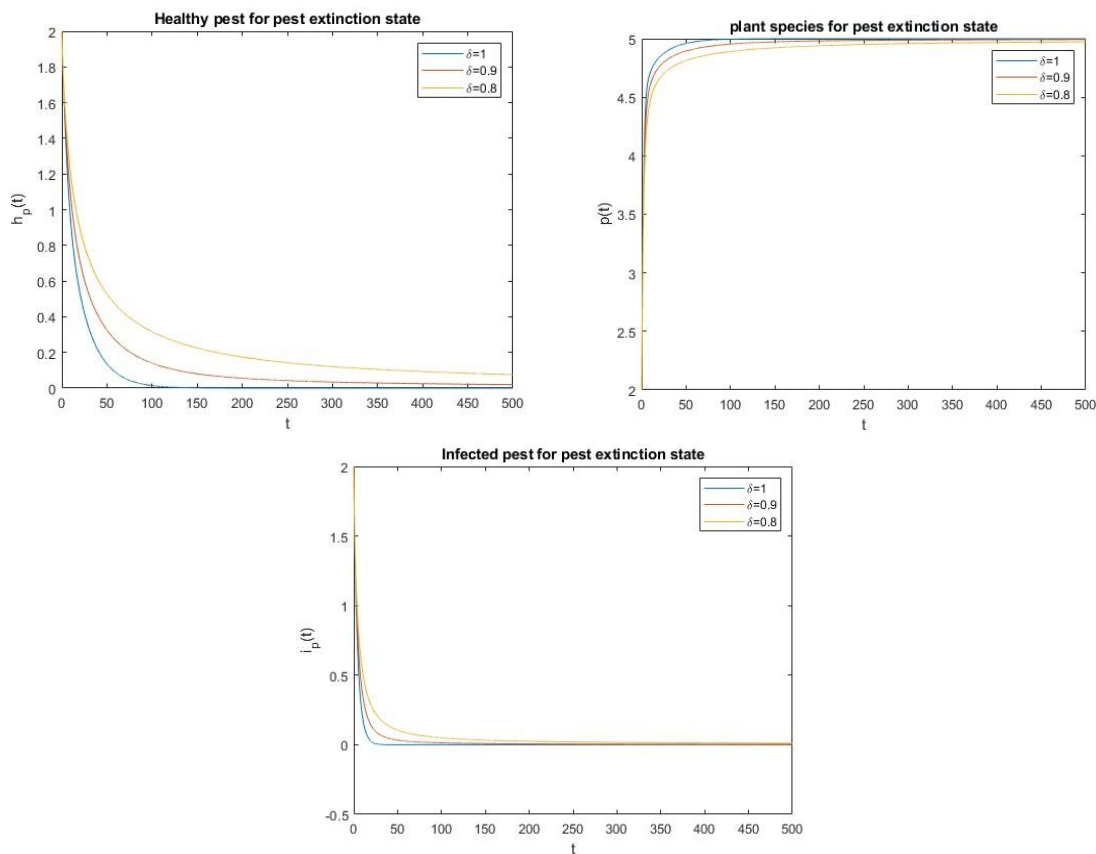 Healthy pest for pest extinction state
2
1.8
1.6
1.4
1.2
1
0.8
0.6
0.4
0.2
0
h_p(t)
δ=1
δ=0.9
δ=0.8
0 50 100 150 200 250 300 350 400 450 500
t
plant species for pest extinction state
5
4.5
4
3.5
3
2.5
2
p(t)
δ=1
δ=0.9
δ=0.8
0 50 100 150 200 250 300 350 400 450 500
t
Infected pest for pest extinction state
2
1.5
1
0.5
0
-0.5
i_p(t)
δ=1
δ=0.9
δ=0.8
0 50 100 150 200 250 300 350 400 450 500
t